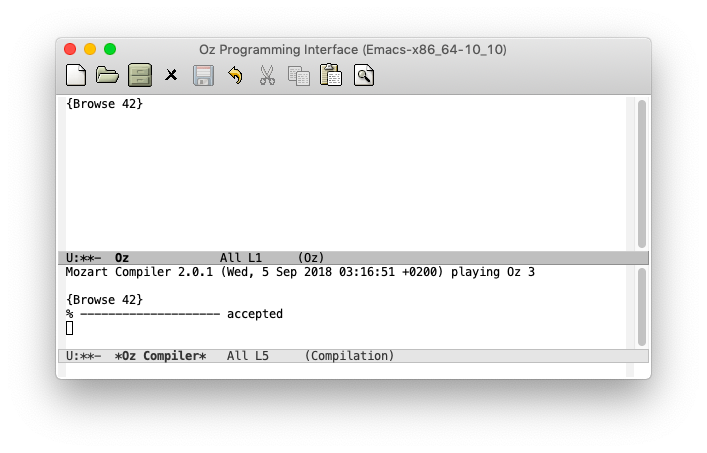 Oz Programming Interface (Emacs-x86_64-10_10)
{Browse 42}
U:**-  Oz             All L1     (Oz)
Mozart Compiler 2.0.1 (Wed, 5 Sep 2018 03:16:51 +0200) playing Oz 3
{Browse 42}
% -------------------- accepted
U:**-  *Oz Compiler*   All L5     (Compilation)